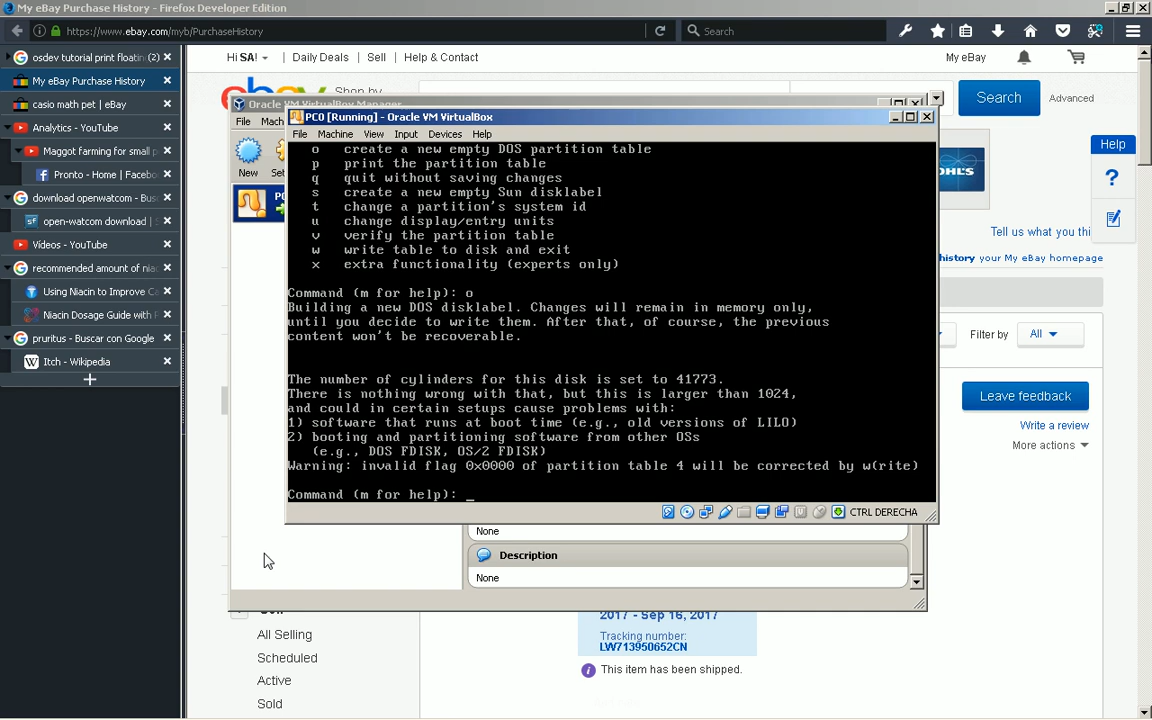 My eBay Purchase History - Firefox Developer Edition
https://www.ebay.com/myb/PurchaseHistory
Search
osdev tutorial print floatin (2)
My eBay Purchase History
casio math pet | eBay
Analytics - YouTube
Maggot farming for small p
Pronto - Home | Facebo
download openwatcom - B
open-watcom download |
Vídeos - YouTube
recommended amount of niac
Using Niacin to Improve Ca
Niacin Dosage Guide with
pruritus - Buscar con Google
Itch - Wikipedia
Hi SA!
Daily Deals
Sell
Help & Contact
My eBay
Shop by
Search
Advanced
Oracle VM VirtualBox Manager
File
Mach
New
Set
PC
PC0 [Running] - Oracle VM VirtualBox
File Machine View Input Devices Help
o create a new empty DOS partition table
p print the partition table
q quit without saving changes
s create a new empty Sun disklabel
t change a partition's system id
u change display/entry units
v verify the partition table
w write table to disk and exit
x extra functionality (experts only)
Command (m for help): o
Building a new DOS disklabel. Changes will remain in memory only,
until you decide to write them. After that, of course, the previous
content won't be recoverable.
The number of cylinders for this disk is set to 41773.
There is nothing wrong with that, but this is larger than 1024,
and could in certain setups cause problems with:
1) software that runs at boot time (e.g., old versions of LILO)
2) booting and partitioning software from other OSs
(e.g., DOS FDISK, OS/2 FDISK)
Warning: invalid flag 0x0000 of partition table 4 will be corrected by w(rite)
Command (m for help): _
CTRL DERECHA
None
Description
None
Help
KOHL'S
Tell us what you thi
history your My eBay homepage
Filter by
All
Leave feedback
Write a review
More actions
All Selling
Scheduled
Active
Sold
2017 - Sep 16, 2017
Tracking number:
LW713950652CN
This item has been shipped.